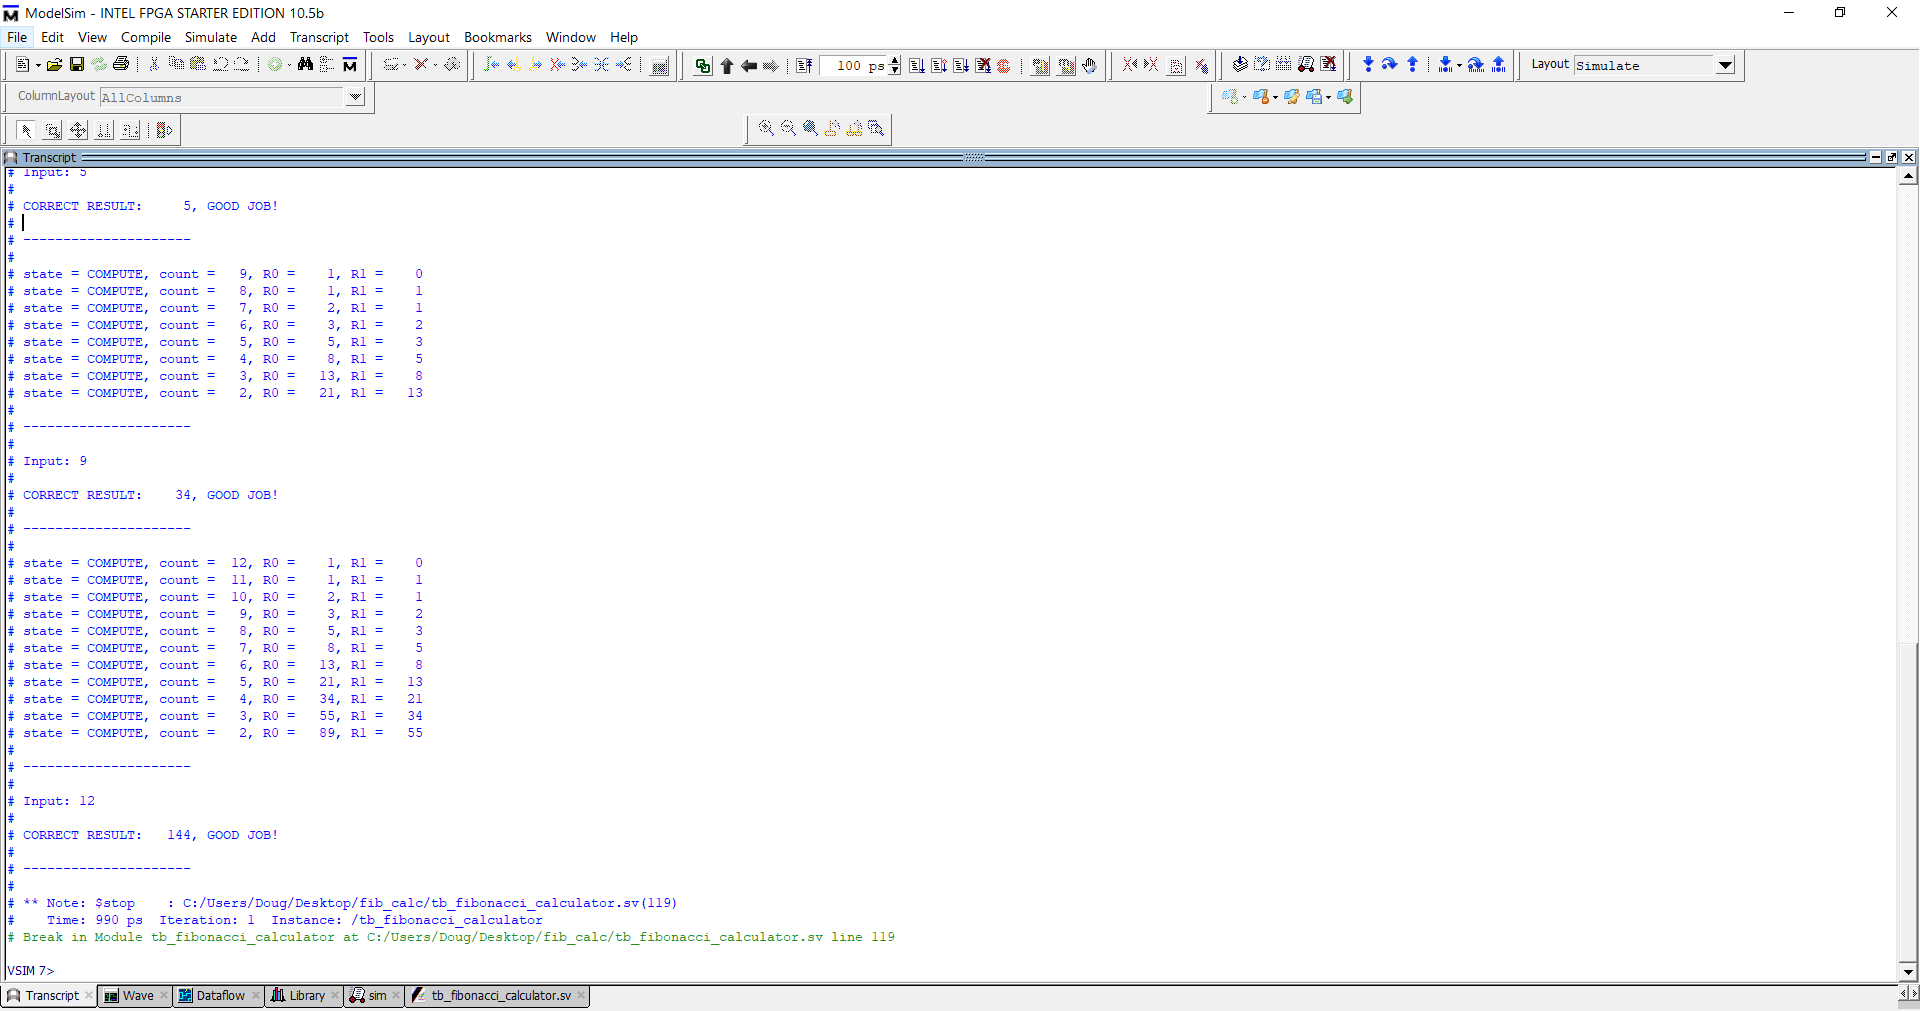 ModelSim - INTEL FPGA STARTER EDITION 10.5b
File Edit View Compile Simulate Add Transcript Tools Layout Bookmarks Window Help
100 ps
Layout Simulate
ColumnLayout AllColumns
Transcript
# Input: 5
#
# CORRECT RESULT:     5, GOOD JOB!
#
# ---------------------
#
# state = COMPUTE, count =   9, R0 =    1, R1 =    0
# state = COMPUTE, count =   8, R0 =    1, R1 =    1
# state = COMPUTE, count =   7, R0 =    2, R1 =    1
# state = COMPUTE, count =   6, R0 =    3, R1 =    2
# state = COMPUTE, count =   5, R0 =    5, R1 =    3
# state = COMPUTE, count =   4, R0 =    8, R1 =    5
# state = COMPUTE, count =   3, R0 =   13, R1 =    8
# state = COMPUTE, count =   2, R0 =   21, R1 =   13
#
# ---------------------
#
# Input: 9
#
# CORRECT RESULT:    34, GOOD JOB!
#
# ---------------------
#
# state = COMPUTE, count =  12, R0 =    1, R1 =    0
# state = COMPUTE, count =  11, R0 =    1, R1 =    1
# state = COMPUTE, count =  10, R0 =    2, R1 =    1
# state = COMPUTE, count =   9, R0 =    3, R1 =    2
# state = COMPUTE, count =   8, R0 =    5, R1 =    3
# state = COMPUTE, count =   7, R0 =    8, R1 =    5
# state = COMPUTE, count =   6, R0 =   13, R1 =    8
# state = COMPUTE, count =   5, R0 =   21, R1 =   13
# state = COMPUTE, count =   4, R0 =   34, R1 =   21
# state = COMPUTE, count =   3, R0 =   55, R1 =   34
# state = COMPUTE, count =   2, R0 =   89, R1 =   55
#
# ---------------------
#
# Input: 12
#
# CORRECT RESULT:   144, GOOD JOB!
#
# ---------------------
#
# ** Note: $stop    : C:/Users/Doug/Desktop/fib_calc/tb_fibonacci_calculator.sv(119)
#    Time: 990 ps  Iteration: 1  Instance: /tb_fibonacci_calculator
# Break in Module tb_fibonacci_calculator at C:/Users/Doug/Desktop/fib_calc/tb_fibonacci_calculator.sv line 119
VSIM 7>
Transcript Wave Dataflow Library sim tb_fibonacci_calculator.sv